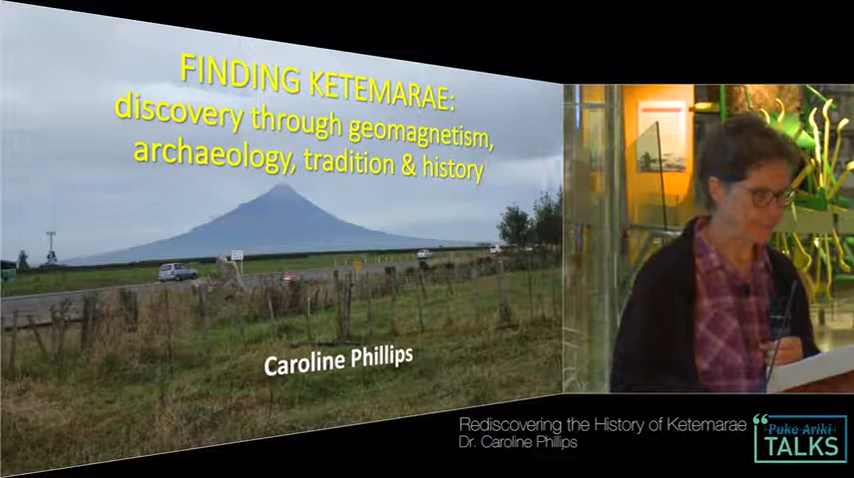 FINDING KETEMARAE:
discovery through geomagnetism,
archaeology, tradition & history
Caroline Phillips
Rediscovering the History of Ketemarae
Dr. Caroline Phillips
Puke Ariki
TALKS